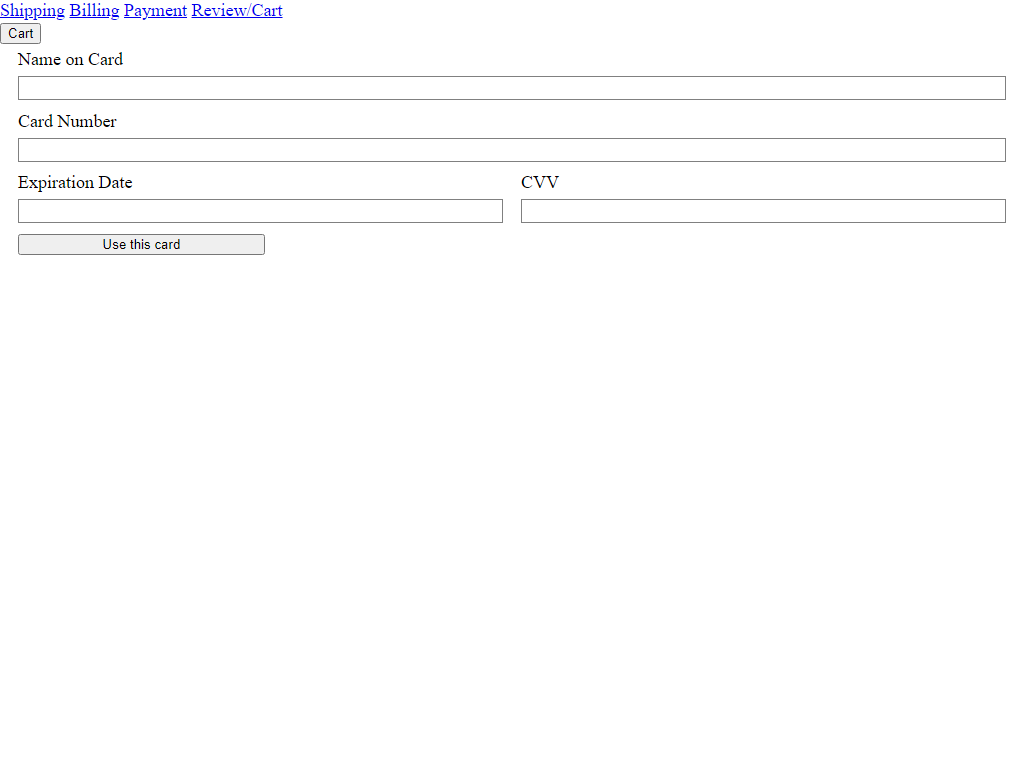 Shipping Billing Payment Review/Cart
Cart
Name on Card
Card Number
Expiration Date CVV
Use this card